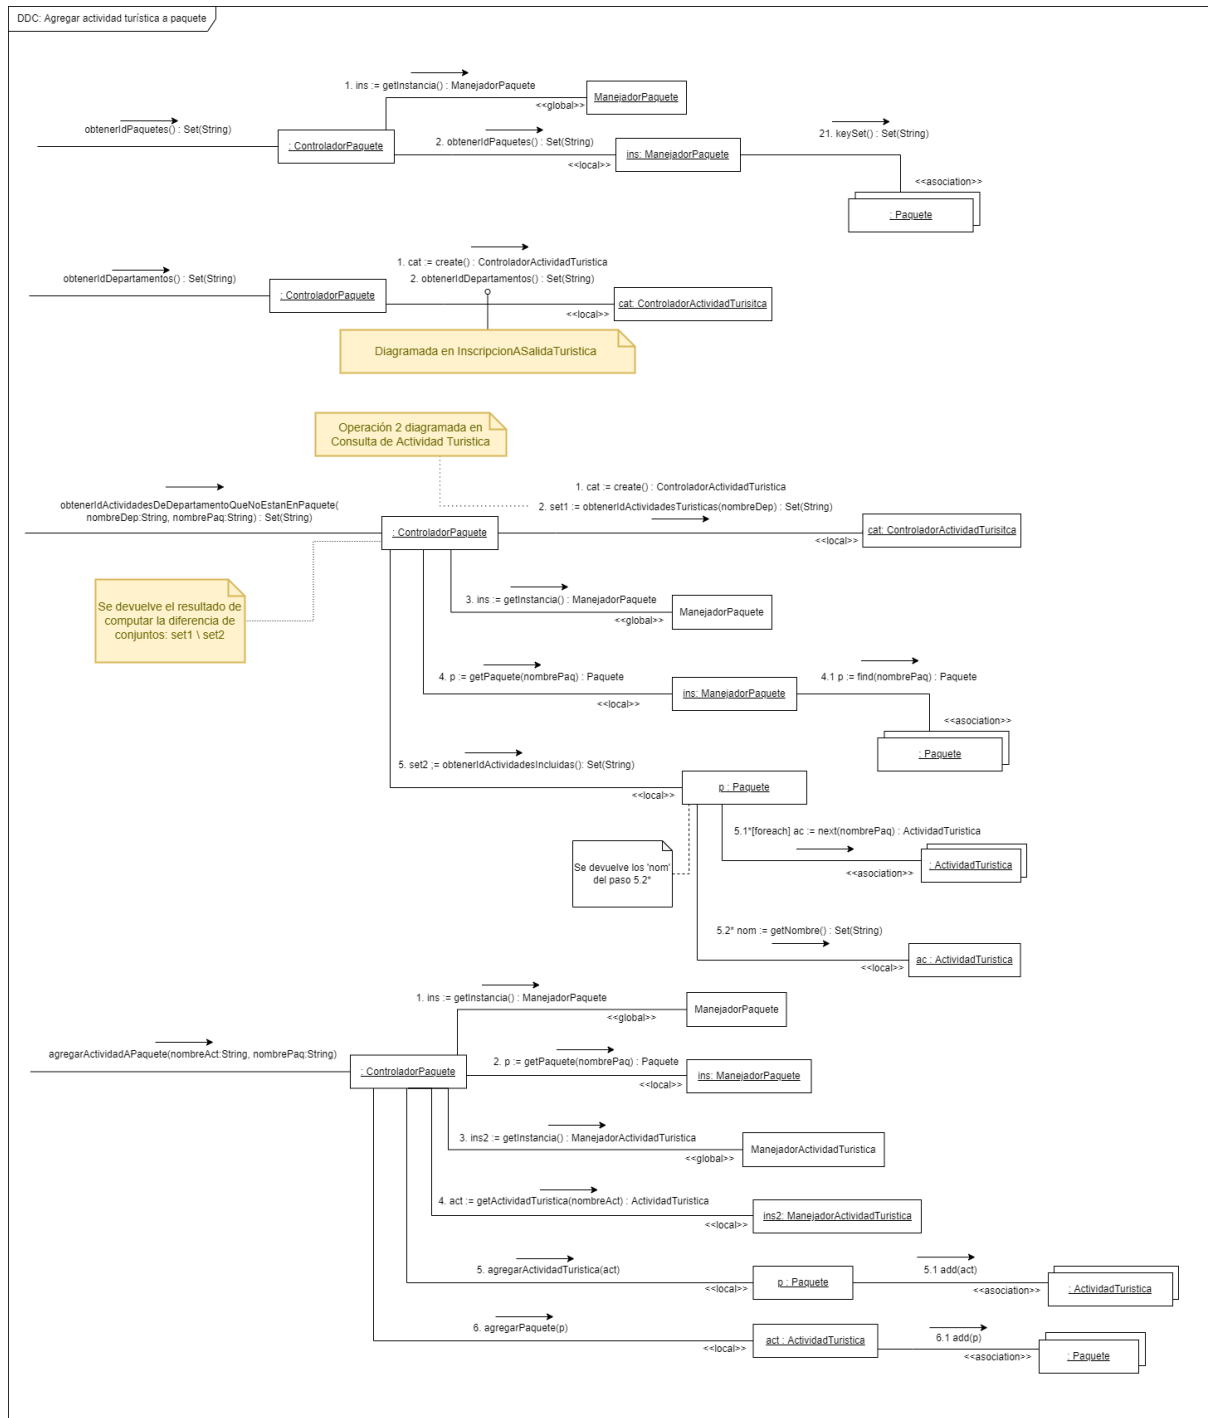 DDC: Agregar actividad turística a paquete
1. ins := getInstancia() : ManejadorPaquete
ManejadorPaquete
<<global>>
obtenerIdPaquetes() : Set(String)
: ControladorPaquete
2. obtenerIdPaquetes() : Set(String)
<<local>>
ins: ManejadorPaquete
21. keySet() : Set(String)
<<asociation>>
: Paquete
obtenerIdDepartamentos() : Set(String)
: ControladorPaquete
1. cat := create() : ControladorActividadTuristica
2. obtenerIdDepartamentos() : Set(String)
<<local>>
cat: ControladorActividadTurisitca
Diagramada en InscripcionASalidaTuristica
Operación 2 diagramada en
Consulta de Actividad Turistica
obtenerIdActividadesDeDepartamentoQueNoEstanEnPaquete(
nombreDep:String, nombrePaq:String) : Set(String)
: ControladorPaquete
1. cat := create() : ControladorActividadTuristica
2. set1 := obtenerIdActividadesTuristicas(nombreDep) : Set(String)
<<local>>
cat: ControladorActividadTurisitca
Se devuelve el resultado de
computar la diferencia de
conjuntos: set1 \ set2
3. ins := getInstancia() : ManejadorPaquete
<<global>>
ManejadorPaquete
4. p := getPaquete(nombrePaq) : Paquete
<<local>>
ins: ManejadorPaquete
4.1 p := find(nombrePaq) : Paquete
<<asociation>>
: Paquete
5. set2 ;= obtenerIdActividadesIncluidas(): Set(String)
<<local>>
p : Paquete
5.1*[foreach] ac := next(nombrePaq) : ActividadTuristica
<<asociation>>
: ActividadTuristica
Se devuelve los 'nom'
del paso 5.2*
5.2* nom := getNombre() : Set(String)
<<local>>
ac : ActividadTuristica
1. ins := getInstancia() : ManejadorPaquete
<<global>>
ManejadorPaquete
agregarActividadAPaquete(nombreAct:String, nombrePaq:String)
: ControladorPaquete
2. p := getPaquete(nombrePaq) : Paquete
<<local>>
ins: ManejadorPaquete
3. ins2 := getInstancia() : ManejadorActividadTuristica
<<global>>
ManejadorActividadTuristica
4. act := getActividadTuristica(nombreAct) : ActividadTuristica
<<local>>
ins2: ManejadorActividadTuristica
5. agregarActividadTuristica(act)
<<local>>
p : Paquete
5.1 add(act)
<<asociation>>
: ActividadTuristica
6. agregarPaquete(p)
<<local>>
act : ActividadTuristica
6.1 add(p)
<<asociation>>
: Paquete